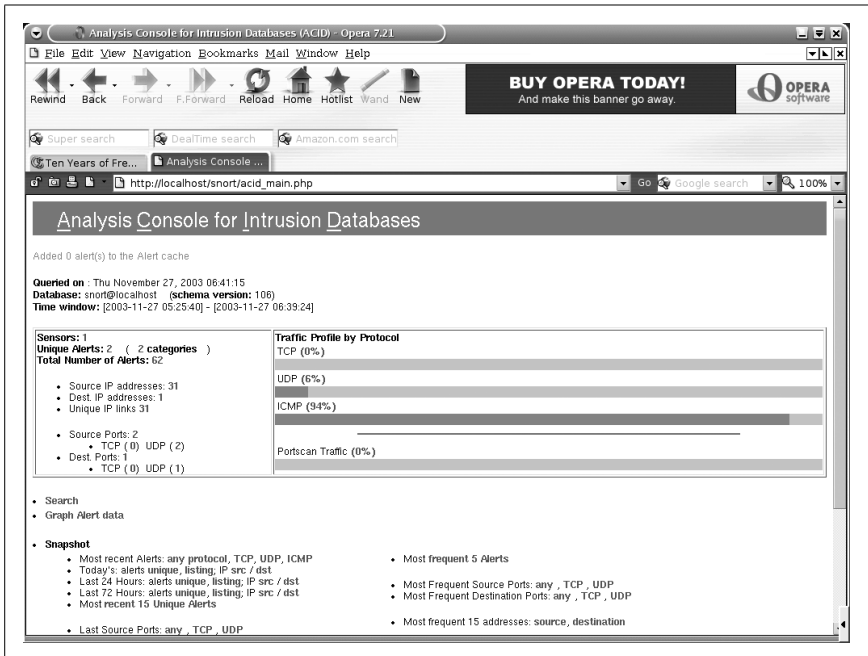 Analysis Console for Intrusion Databases (ACID) - Opera 7.21
File Edit View Navigation Bookmarks Mail Window Help
Rewind Back Forward F.Forward Reload Home Hotlist Wand New
BUY OPERA TODAY!
And make this banner go away.
OPERA
software
Super search DealTime search Amazon.com search
Ten Years of Fre... Analysis Console ...
http://localhost/snort/acid_main.php Go Google search 100%
Analysis Console for Intrusion Databases
Added 0 alert(s) to the Alert cache
Queried on : Thu November 27, 2003 06:41:15
Database: snort@localhost (schema version: 106)
Time window: [2003-11-27 05:25:40] - [2003-11-27 06:39:24]
Sensors: 1
Unique Alerts: 2 ( 2 categories )
Total Number of Alerts: 62
• Source IP addresses: 31
• Dest. IP addresses: 1
• Unique IP links 31
• Source Ports: 2
• TCP ( 0) UDP ( 2)
• Dest. Ports: 1
• TCP ( 0) UDP ( 1)
Traffic Profile by Protocol
TCP (0%)
UDP (6%)
ICMP (94%)
Portscan Traffic (0%)
• Search
• Graph Alert data
• Snapshot
• Most recent Alerts: any protocol, TCP, UDP, ICMP
• Today's: alerts unique, listing; IP src / dst
• Last 24 Hours: alerts unique, listing; IP src / dst
• Last 72 Hours: alerts unique, listing; IP src / dst
• Most recent 15 Unique Alerts
• Last Source Ports: any , TCP , UDP
• Most frequent 5 Alerts
• Most Frequent Source Ports: any , TCP , UDP
• Most Frequent Destination Ports: any , TCP , UDP
• Most frequent 15 addresses: source, destination